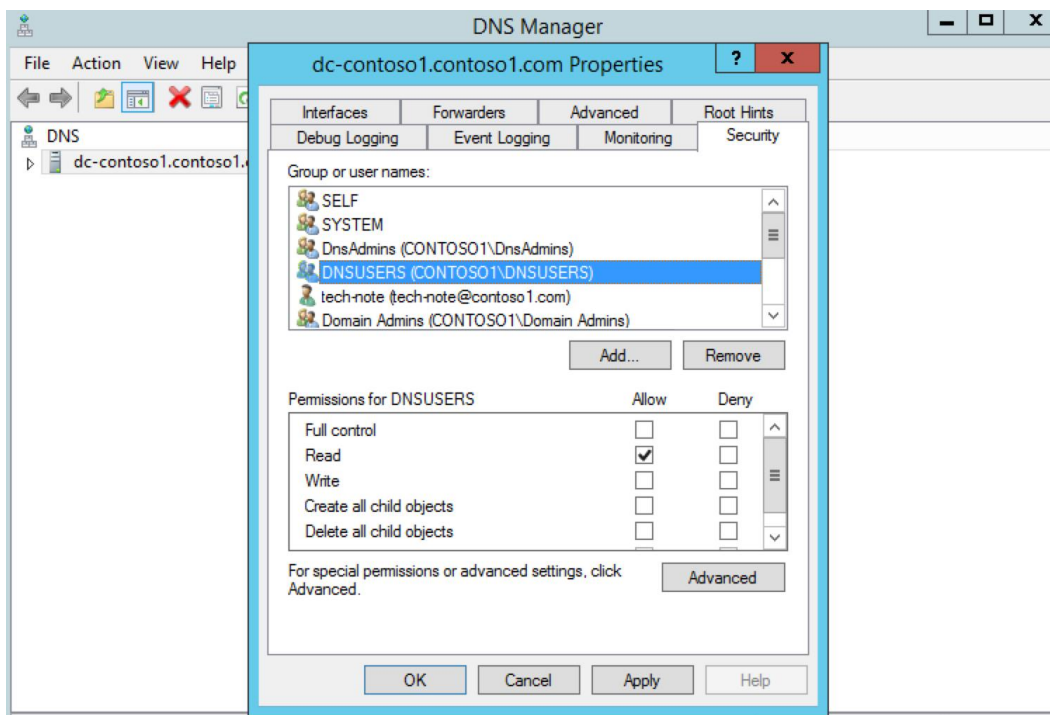 DNS Manager
File Action View Help
DNS
dc-contoso1.contoso1.
dc-contoso1.contoso1.com Properties
?
x
Interfaces Forwarders Advanced Root Hints
Debug Logging Event Logging Monitoring Security
Group or user names:
SELF
SYSTEM
DnsAdmins (CONTOSO1\DnsAdmins)
DNSUSERS (CONTOSO1\DNSUSERS)
tech-note (tech-note@contoso1.com)
Domain Admins (CONTOSO1\Domain Admins)
Add... Remove
Permissions for DNSUSERS Allow Deny
Full control
Read
Write
Create all child objects
Delete all child objects
For special permissions or advanced settings, click
Advanced.
Advanced
OK Cancel Apply Help